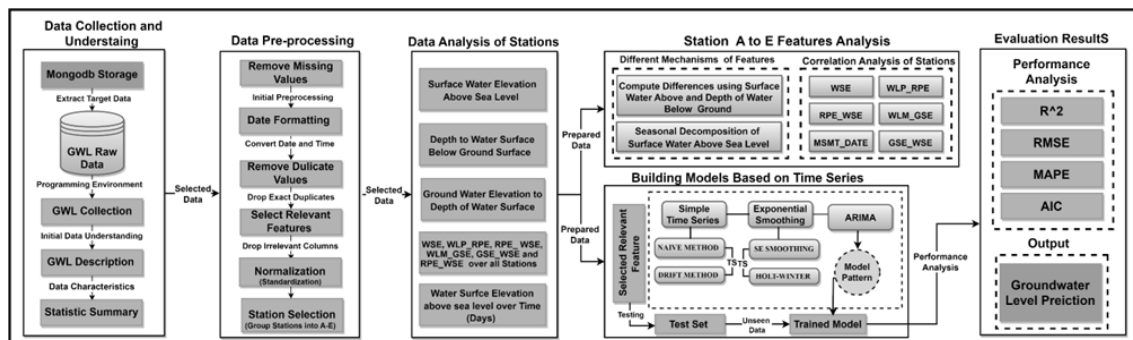 Data Collection and
Understaing
Mongodb Storage
Extract Target Data
GWL Raw
Data
Programming Environment
GWL Collection
Initial Data Understanding
GWL Description
Data Characteristics
Statistic Summary
Selected
Data
Data Pre-processing
Remove Missing
Values
Initial Preprocessing
Date Formatting
Convert Date and Time
Remove Dulicate
Values
Drop Exact Duplicates
Select Relevant
Features
Drop Irrelevant Columns
Normalization
(Standardization)
Station Selection
(Group Stations into A-E)
Selected
Data
Data Analysis of Stations
Surface Water Elevation
Above Sea Level
Depth to Water Surface
Below Ground Surface
Ground Water Elevation to
Depth of Water Surface
WSE, WLP_RPE, RPE_WSE,
WLM_GSE, GSE_WSE and
RPE_WSE over all Stations
Water Surfce Elevation
above sea level over Time
(Days)
Prepared
Data
Prepared
Data
Station A to E Features Analysis
Different Mechanisms of Features
Compute Differences using Surface
Water Above and Depth of Water
Below Ground
Seasonal Decomposition of
Surface Water Above Sea Level
Correlation Analysis of Stations
WSE
WLP_RPE
RPE_WSE
WLM_GSE
MSMT_DATE
GSE_WSE
Building Models Based on Time Series
Selected Relevant
Feature
Simple
Time Series
Exponential
Smoothing
ARIMA
NAIVE METHOD
SE SMOOTHING
TS
TS
DRIFT METHOD
HOLT-WINTER
Model
Pattern
Testing
Test Set
Unseen
Data
Trained Model
Performance
Analysis
Evaluation ResultS
Performance
Analysis
R^2
RMSE
MAPE
AIC
Output
Groundwater
Level Preiction